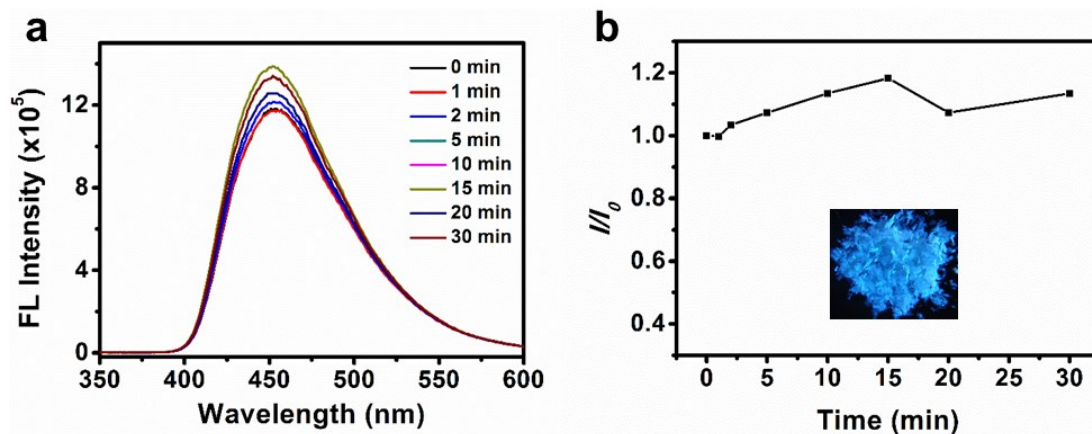 a
FL Intensity (x10⁵)
12
8
4
0
350
400
450
500
550
600
Wavelength (nm)
0 min
1 min
2 min
5 min
10 min
15 min
20 min
30 min
b
I/I₀
1.2
1.0
0.8
0.6
0.4
0
5
10
15
20
25
30
Time (min)